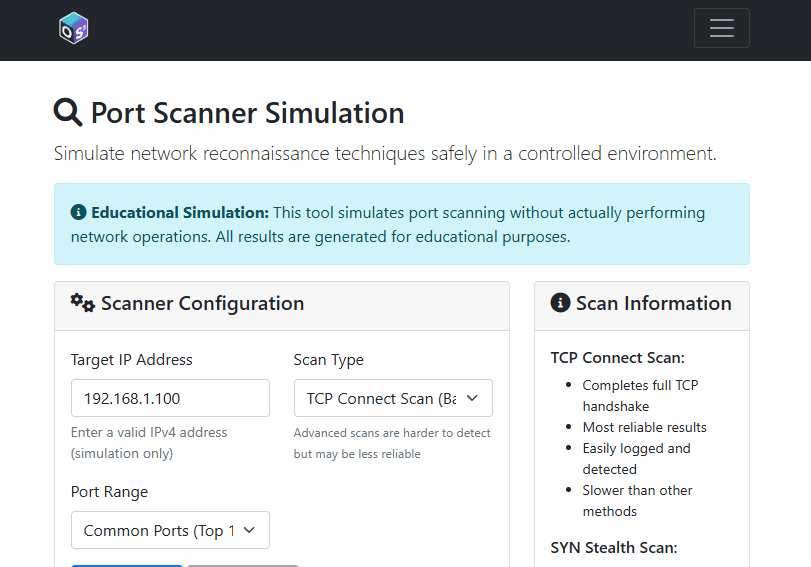 OS²
Port Scanner Simulation
Simulate network reconnaissance techniques safely in a controlled environment.
Educational Simulation: This tool simulates port scanning without actually performing
network operations. All results are generated for educational purposes.
Scanner Configuration
Target IP Address
192.168.1.100
Enter a valid IPv4 address
(simulation only)
Scan Type
TCP Connect Scan (Ba
Advanced scans are harder to detect
but may be less reliable
Port Range
Common Ports (Top 1
Scan Information
TCP Connect Scan:
Completes full TCP
handshake
Most reliable results
Easily logged and
detected
Slower than other
methods
SYN Stealth Scan: